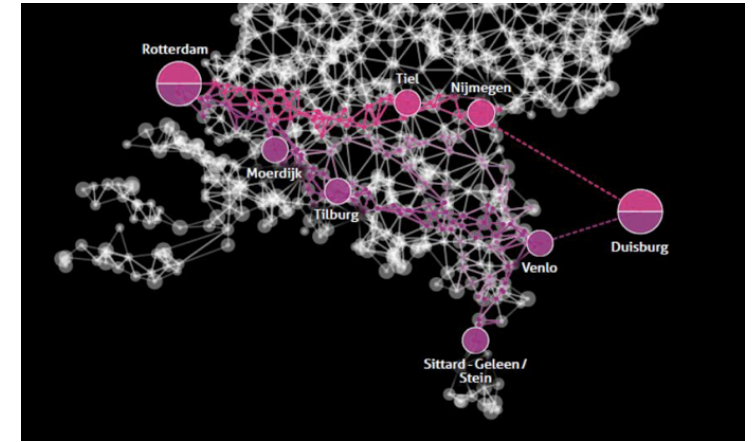 Rotterdam
Tiel
Nijmegen
Moerdijk
Tilburg
Duisburg
Venlo
Sittard - Geleen /
Stein